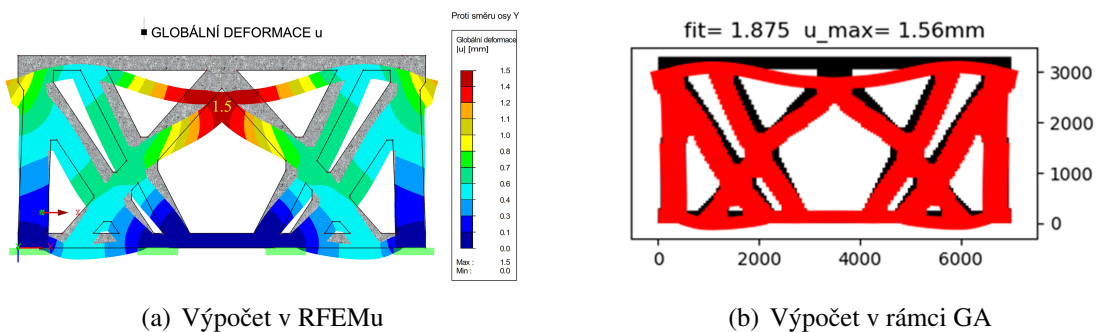 GLOBÁLNÍ DEFORMACE u
Proti směru osy Y
Globální deformace
|u| [mm]
1.5
1.4
1.2
1.1
1.0
0.8
0.7
0.6
0.4
0.3
0.1
0.0
Max : 1.5
Min : 0.0
1.5
x
fit= 1.875 u_max= 1.56mm
3000
2000
1000
0
0 2000 4000 6000
(a) Výpočet v RFEMu
(b) Výpočet v rámci GA